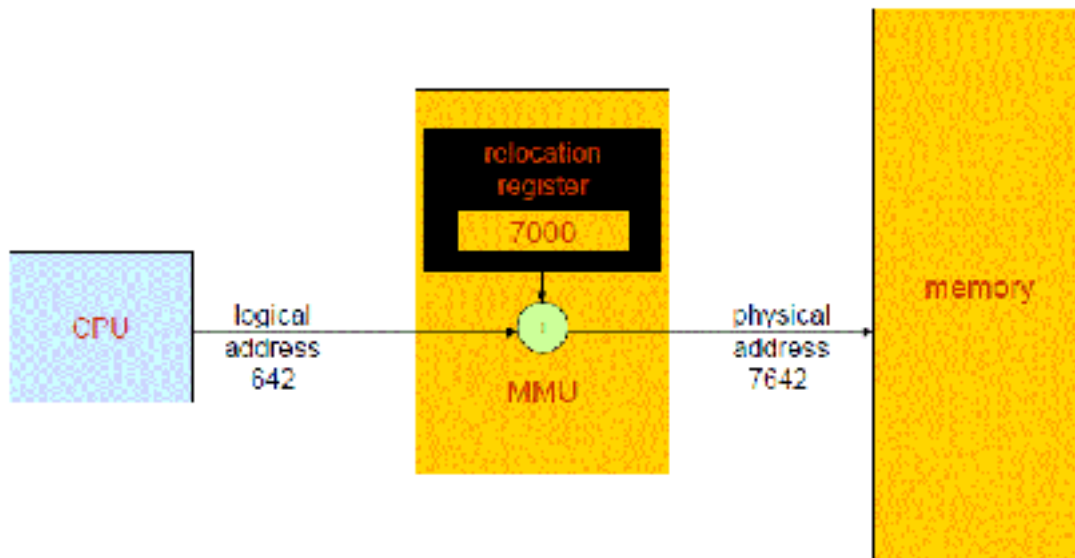 relocation
register
7000
CPU
logical
address
642
MMU
physical
address
7642
memory